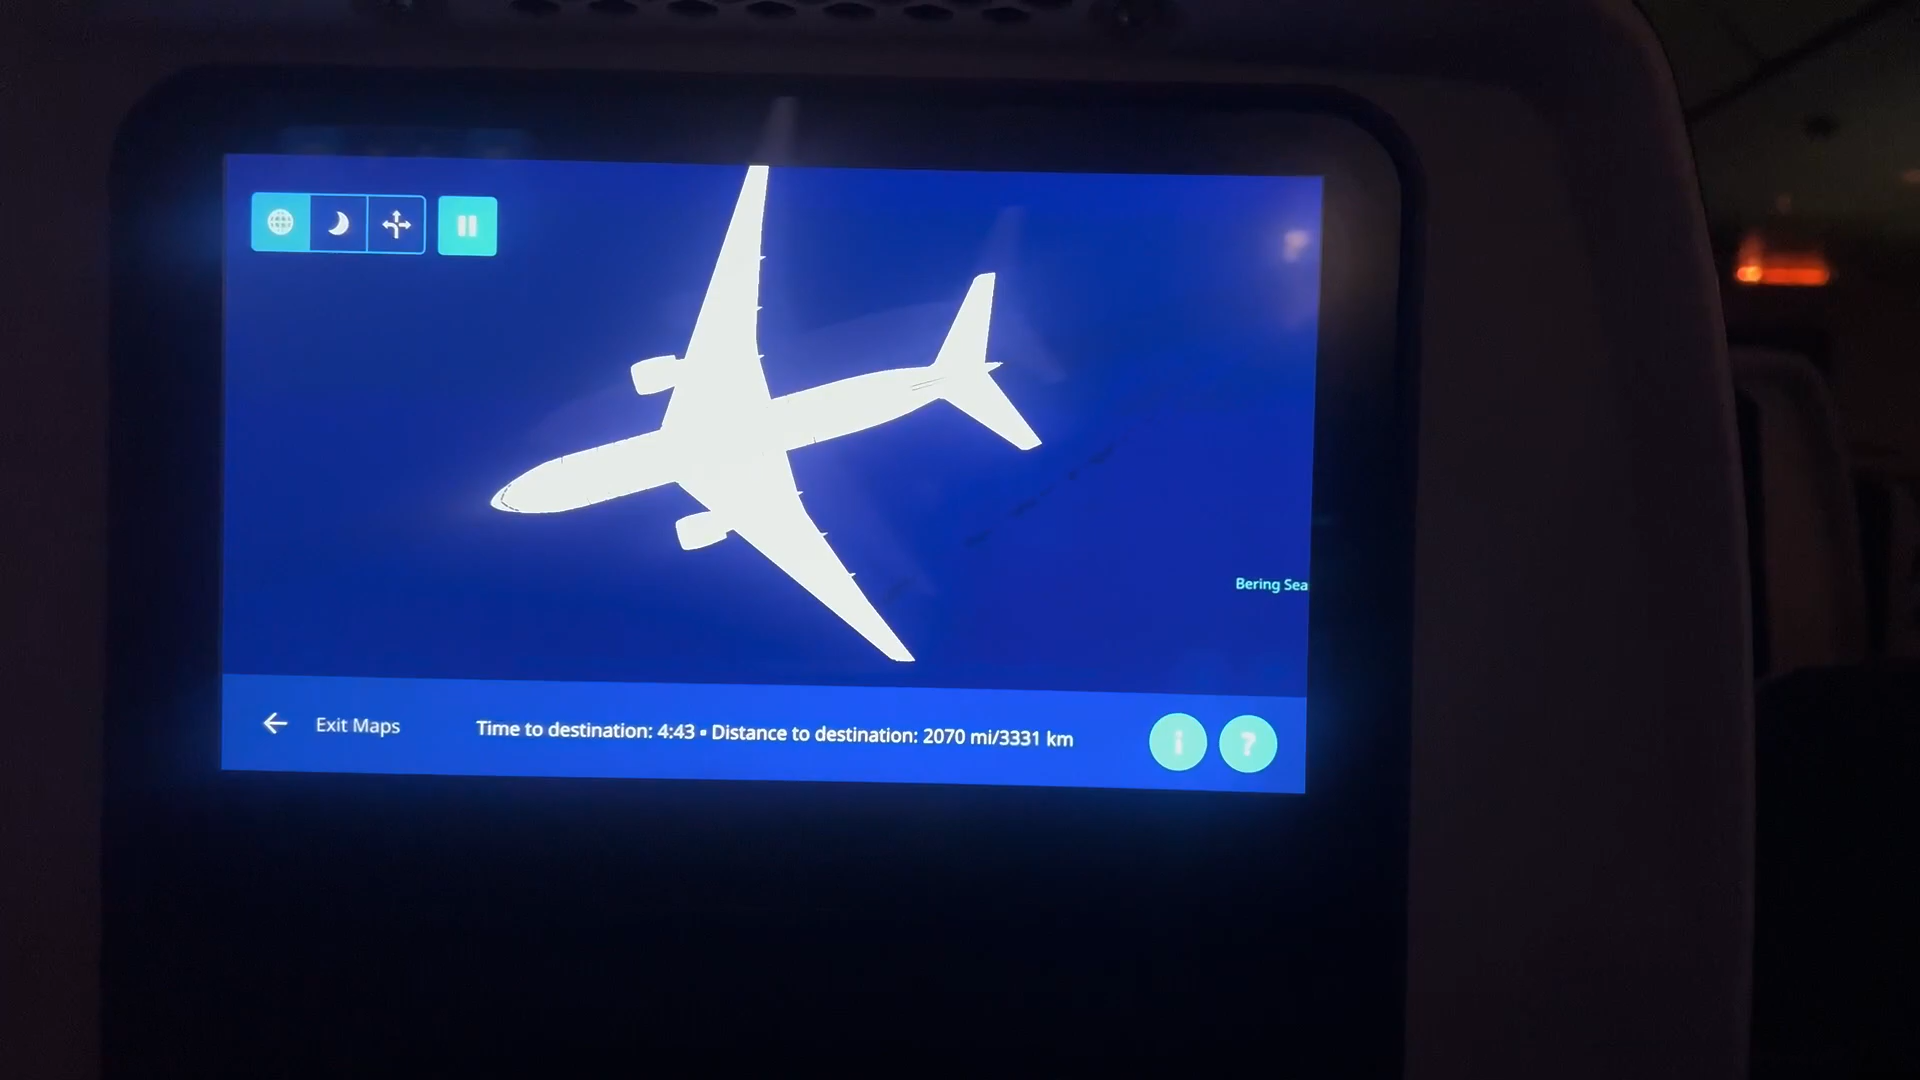 Bering Sea
Exit Maps
Time to destination: 4:43 ▪ Distance to destination: 2070 mi/3331 km
i
?